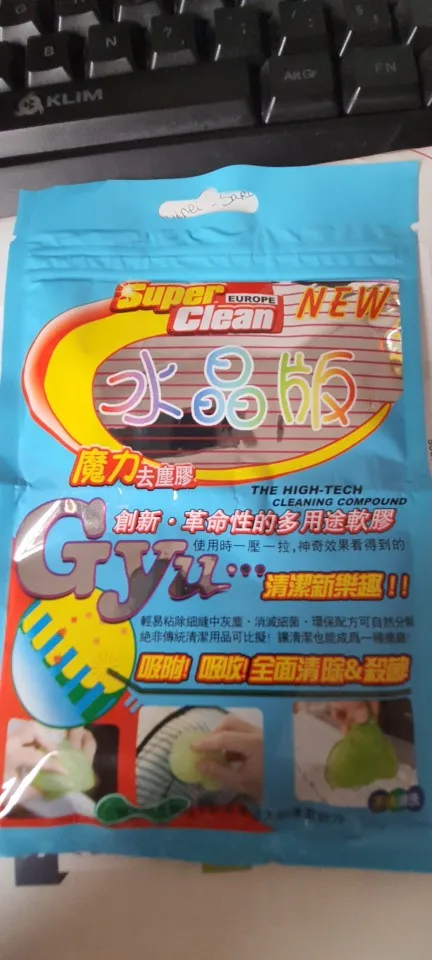 8
N
M
Alt Gr
FN
KLIM
Super
Clean
EUROPE
NEW
水晶版
魔力去塵膠
THE HIGH-TECH
CLEANING COMPOUND
創新·革命性的多用途軟膠
Gyu...
使用時一壓一拉,神奇效果看得到的
清潔新樂趣!!
輕易粘除細縫中灰塵·消滅細菌·環保配方可自然分解
絕非傳統清潔用品可比擬! 讓清潔也能成爲一種樂趣!
吸附! 吸收! 全面清除&殺菌